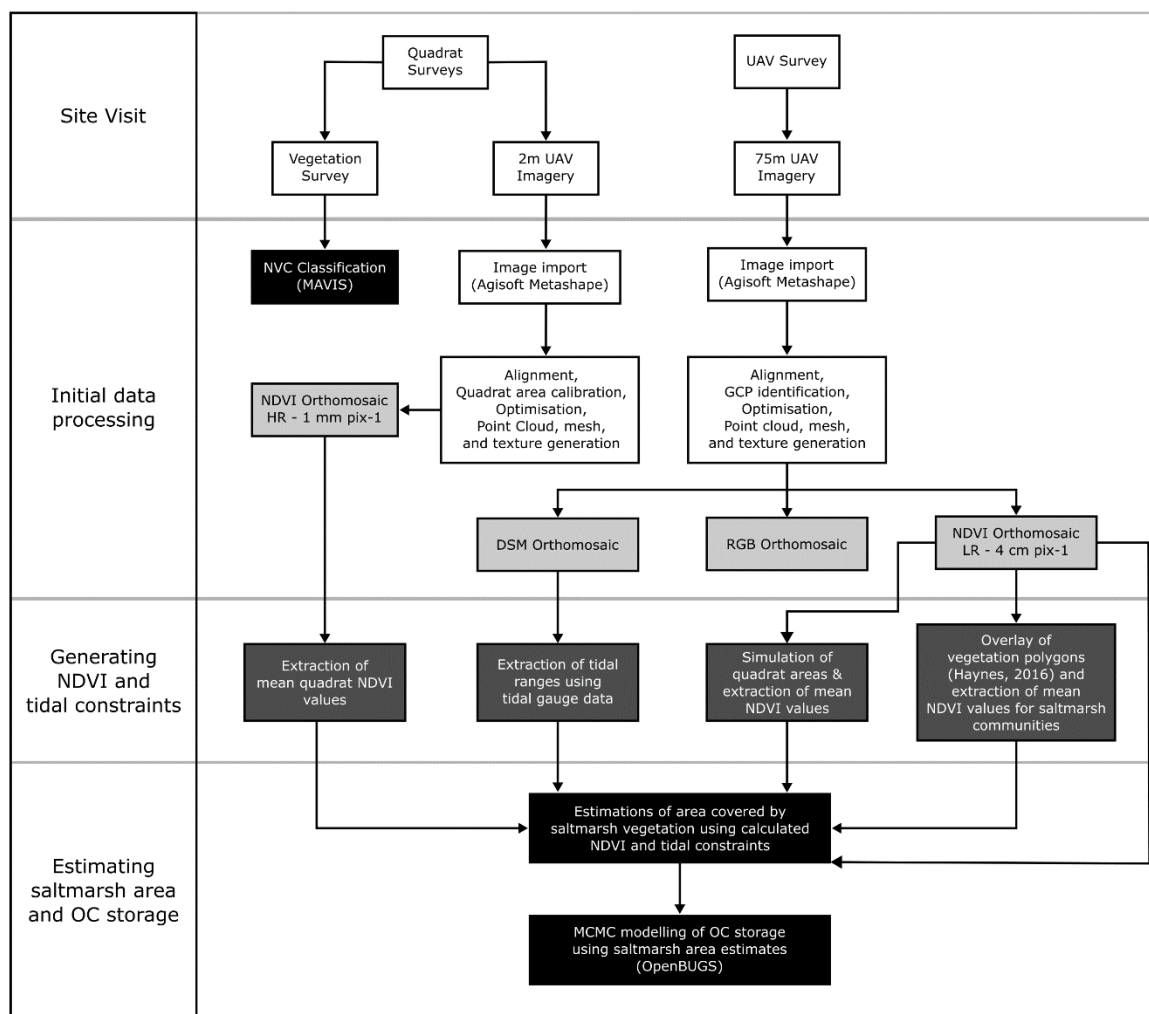 Site Visit
Quadrat
Surveys
UAV Survey
Vegetation
Survey
2m UAV
Imagery
75m UAV
Imagery
Initial data
processing
NVC Classification
(MAVIS)
Image import
(Agisoft Metashape)
Image import
(Agisoft Metashape)
NDVI Orthomosaic
HR - 1 mm pix-1
Alignment,
Quadrat area calibration,
Optimisation,
Point Cloud, mesh,
and texture generation
Alignment,
GCP identification,
Optimisation,
Point cloud, mesh,
and texture generation
DSM Orthomosaic
RGB Orthomosaic
NDVI Orthomosaic
LR - 4 cm pix-1
Generating
NDVI and
tidal constraints
Extraction of
mean quadrat NDVI
values
Extraction of tidal
ranges using
tidal gauge data
Simulation of
quadrat areas &
extraction of mean
NDVI values
Overlay of
vegetation polygons
(Haynes, 2016) and
extraction of mean
NDVI values for saltmarsh
communities
Estimating
saltmarsh area
and OC storage
Estimations of area covered by
saltmarsh vegetation using calculated
NDVI and tidal constraints
MCMC modelling of OC storage
using saltmarsh area estimates
(OpenBUGS)